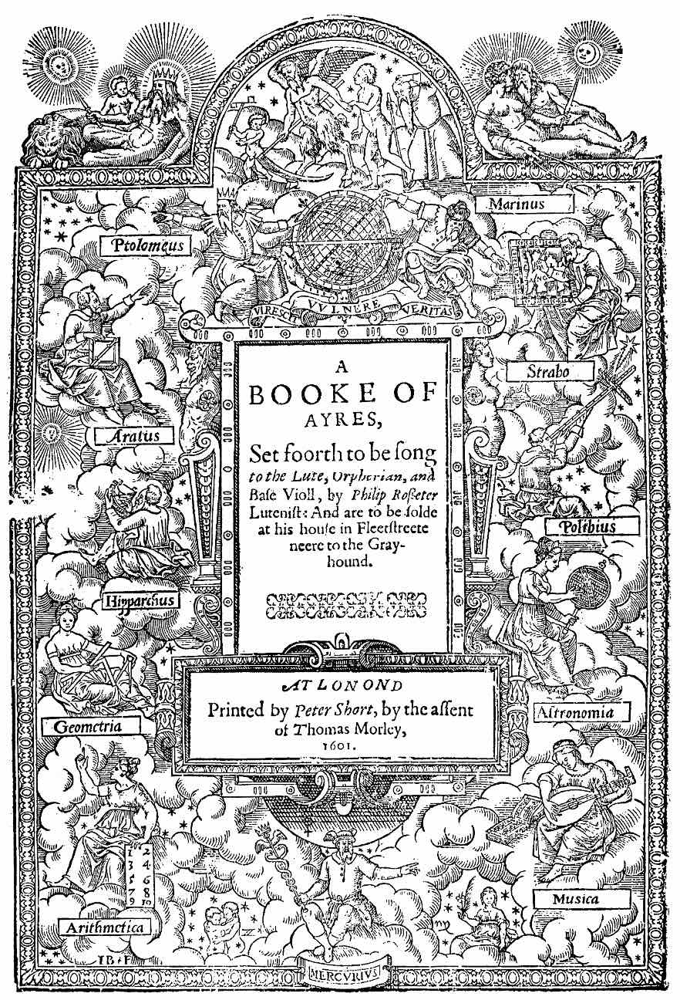 Marinus
Ptolomeus
VIRESCIT VVLNERE VERITAS
Strabo
Aratus
A
BOOKE OF
AYRES,
Set foorth to be ſong
to the Lute, Orpherian, and
Baſe Violl, by Philip Roſſeter
Luteniſt: And are to be ſolde
at his houſe in Fleetſtreete
neere to the Gray-
hound.
Polibius
Hipparchus
AT LONOND
Printed by Peter Short, by the aſſent
of Thomas Morley,
1601.
Geometria
Aſtronomia
1 2
3 4
5 6
7 8
9 10
Musica
Arithmetica
IB·F
MERCVRIVS